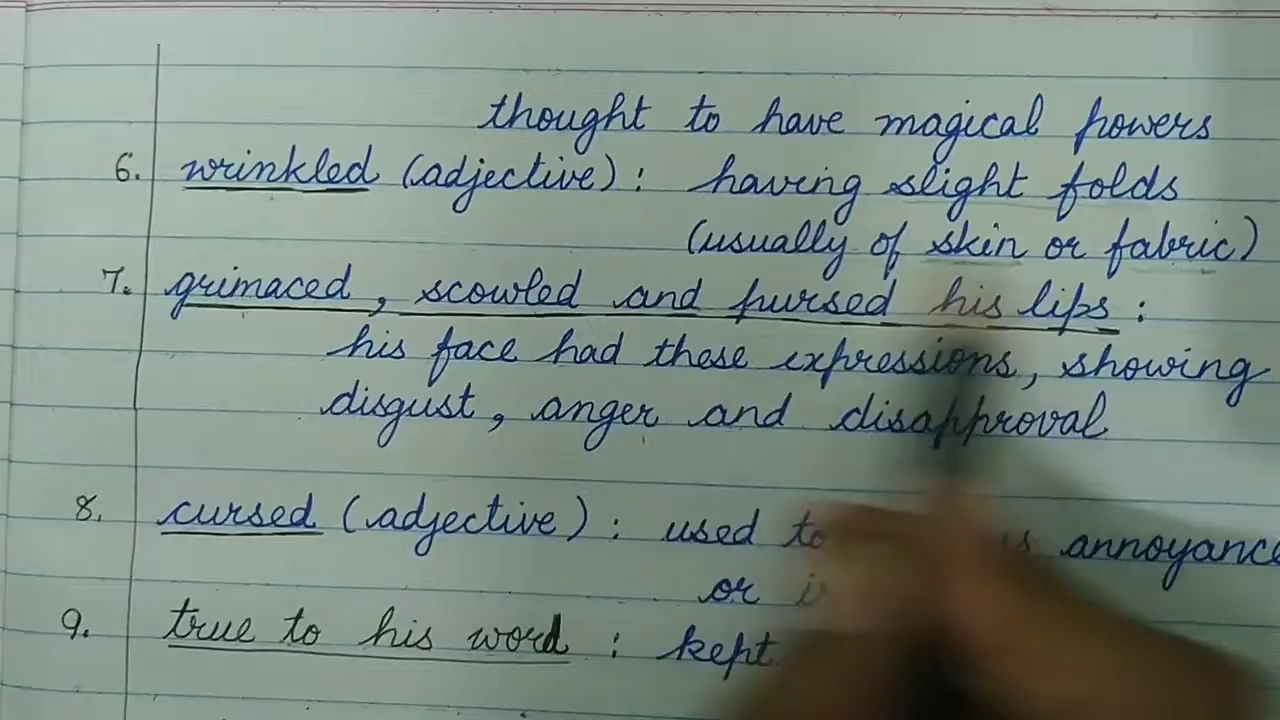 thought to have magical powers
6. wrinkled (adjective) : having slight folds
(usually of skin or fabric)
7. grimaced, scowled and pursed his lips :
his face had these expressions, showing
disgust, anger and disapproval
8. cursed (adjective) : used to annoyance
or
9. true to his word : kept